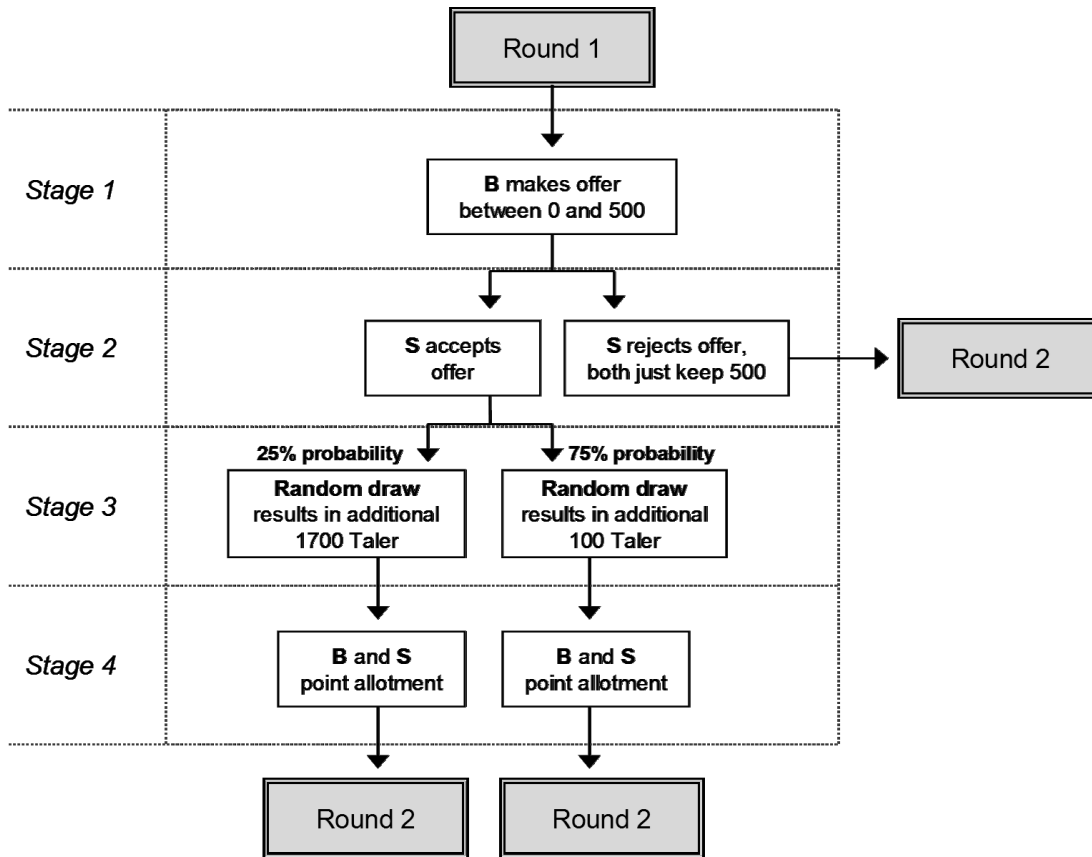 Round 1
Stage 1
B makes offer
between 0 and 500
Stage 2
S accepts
offer
S rejects offer,
both just keep 500
Round 2
Stage 3
25% probability
75% probability
Random draw
results in additional
1700 Taler
Random draw
results in additional
100 Taler
Stage 4
B and S
point allotment
B and S
point allotment
Round 2
Round 2